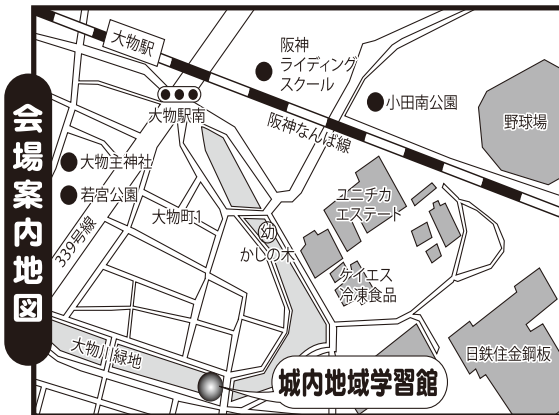 会場案内地図
大物駅
阪神
ライディング
スクール
小田南公園
野球場
大物駅南
阪神なんば線
大物主神社
若宮公園
大物町1
339号線
ユニチカ
エステート
幼
かしの木
ケイエス
冷凍食品
大物川緑地
日鉄住金鋼板
城内地域学習館